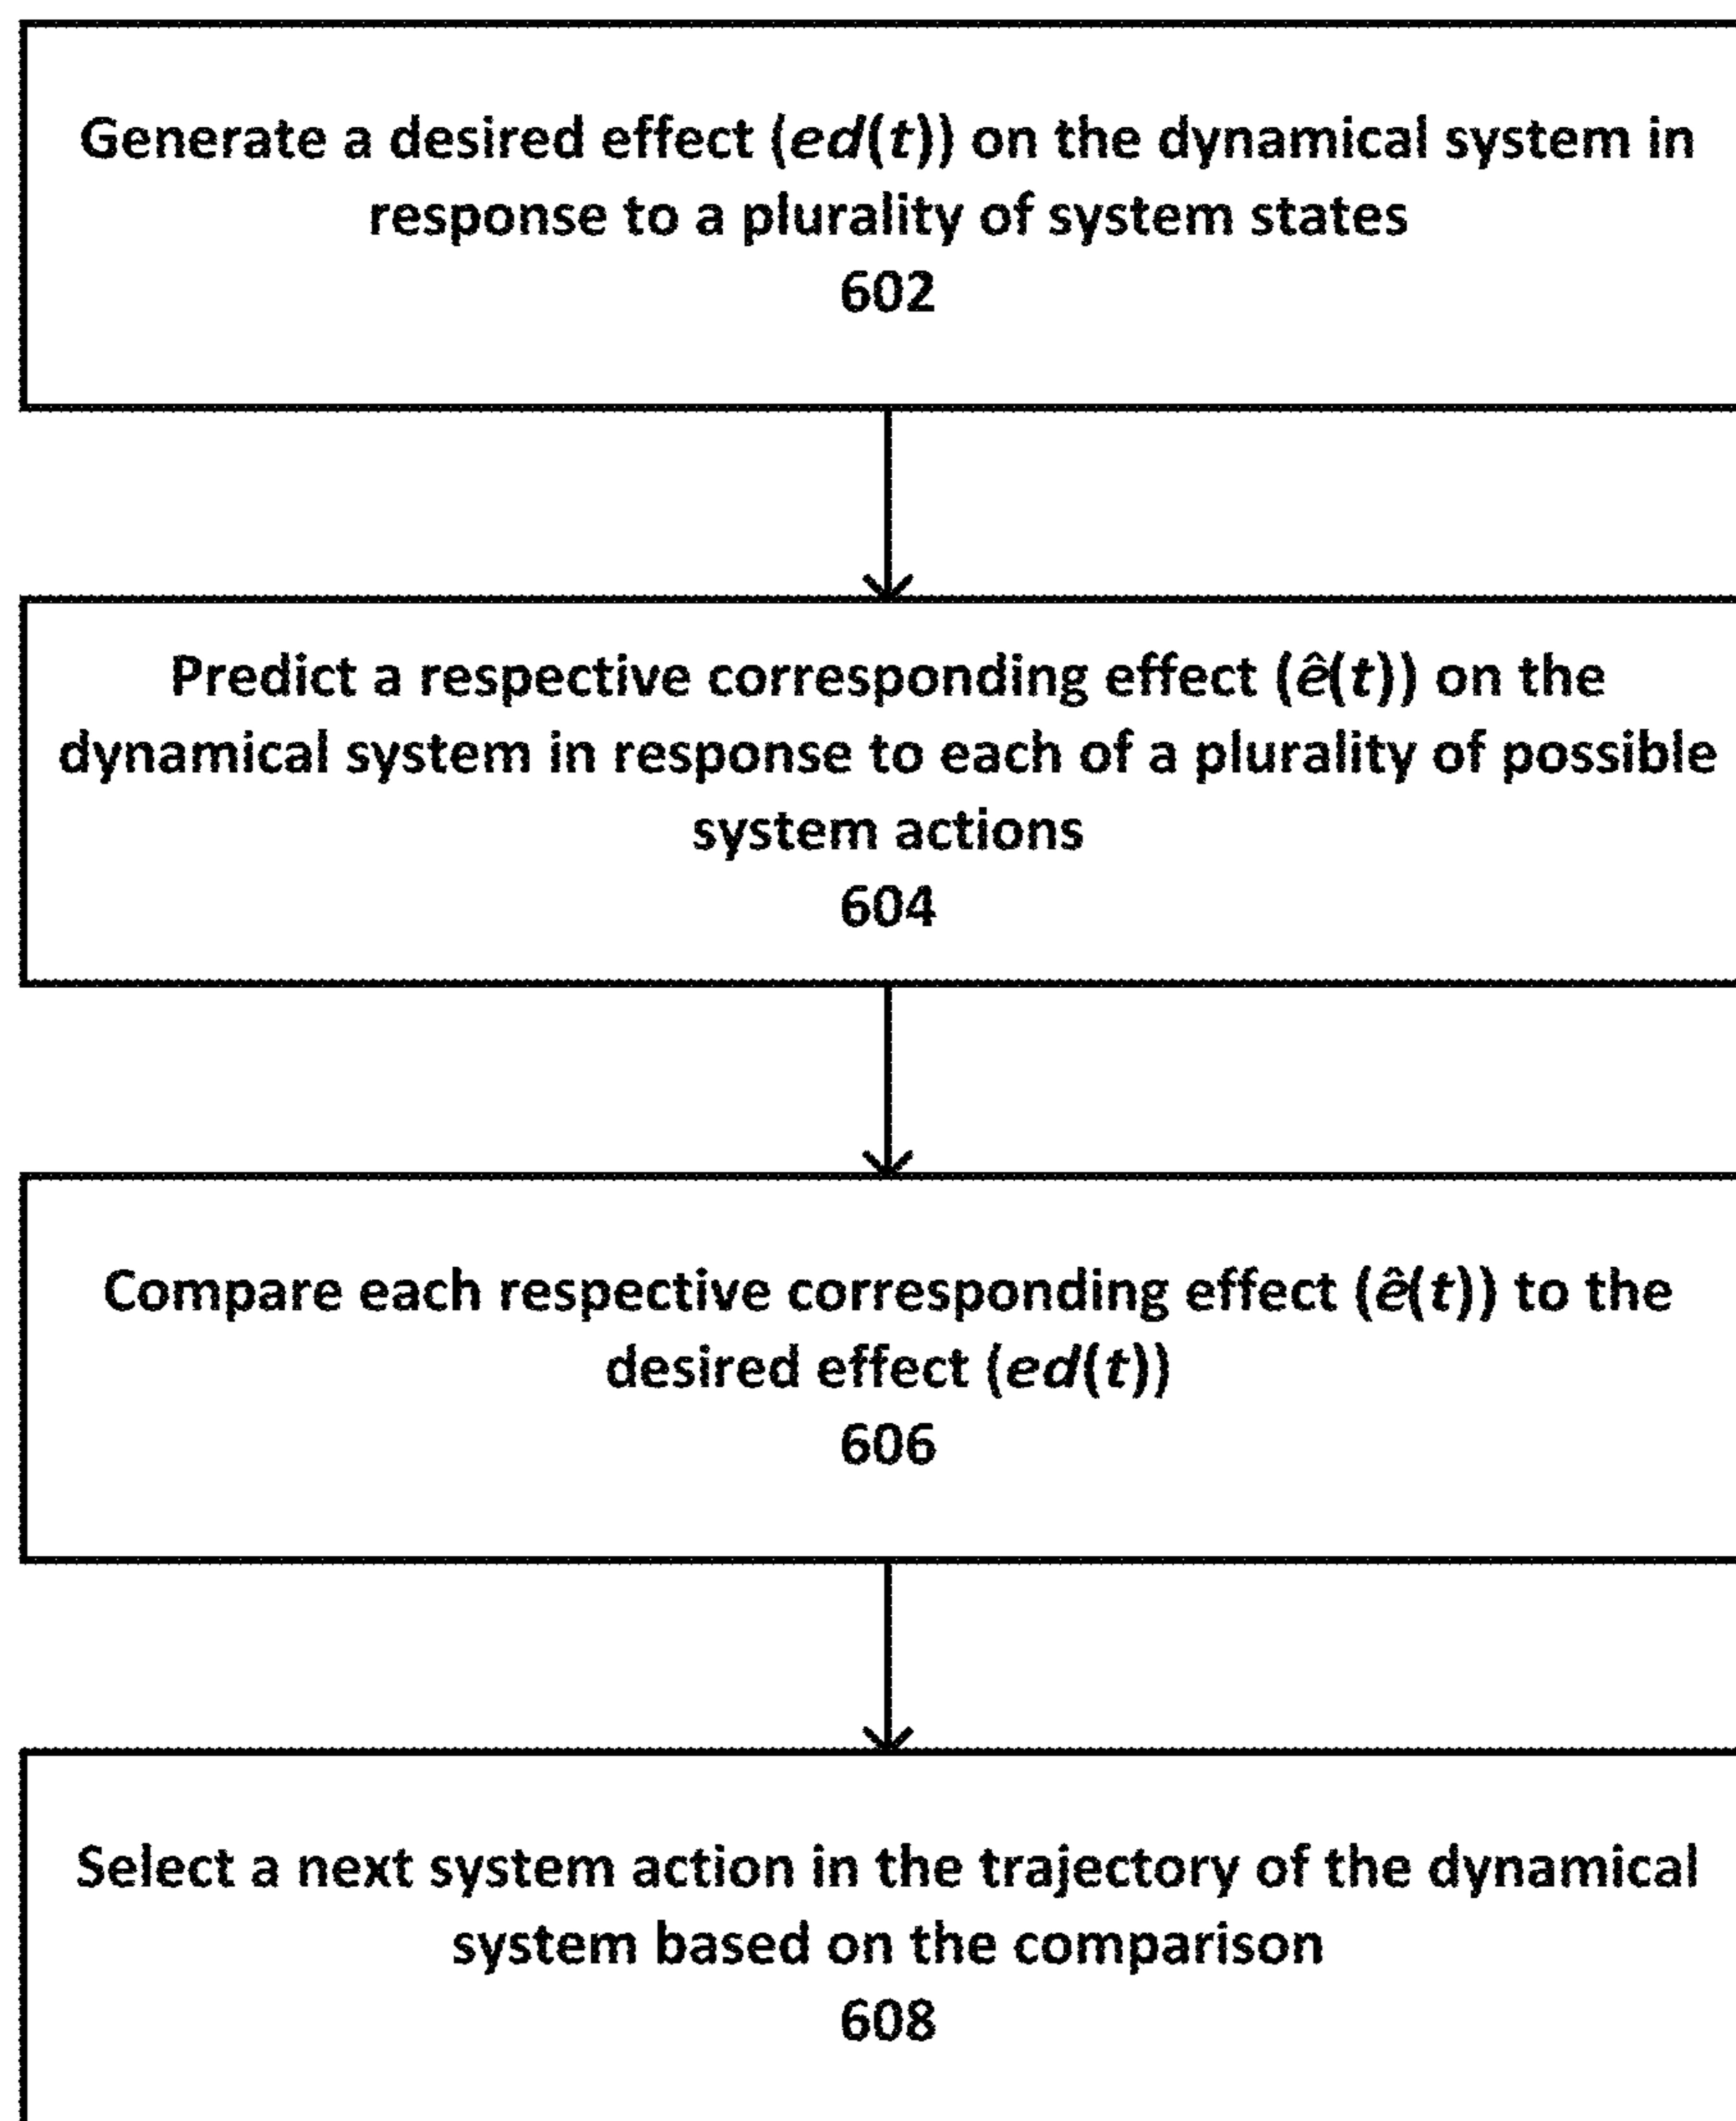 Generate a desired effect (ed(t)) on the dynamical system in
response to a plurality of system states
602
Predict a respective corresponding effect (ê(t)) on the
dynamical system in response to each of a plurality of possible
system actions
604
Compare each respective corresponding effect (ê(t)) to the
desired effect (ed(t))
606
Select a next system action in the trajectory of the dynamical
system based on the comparison
608